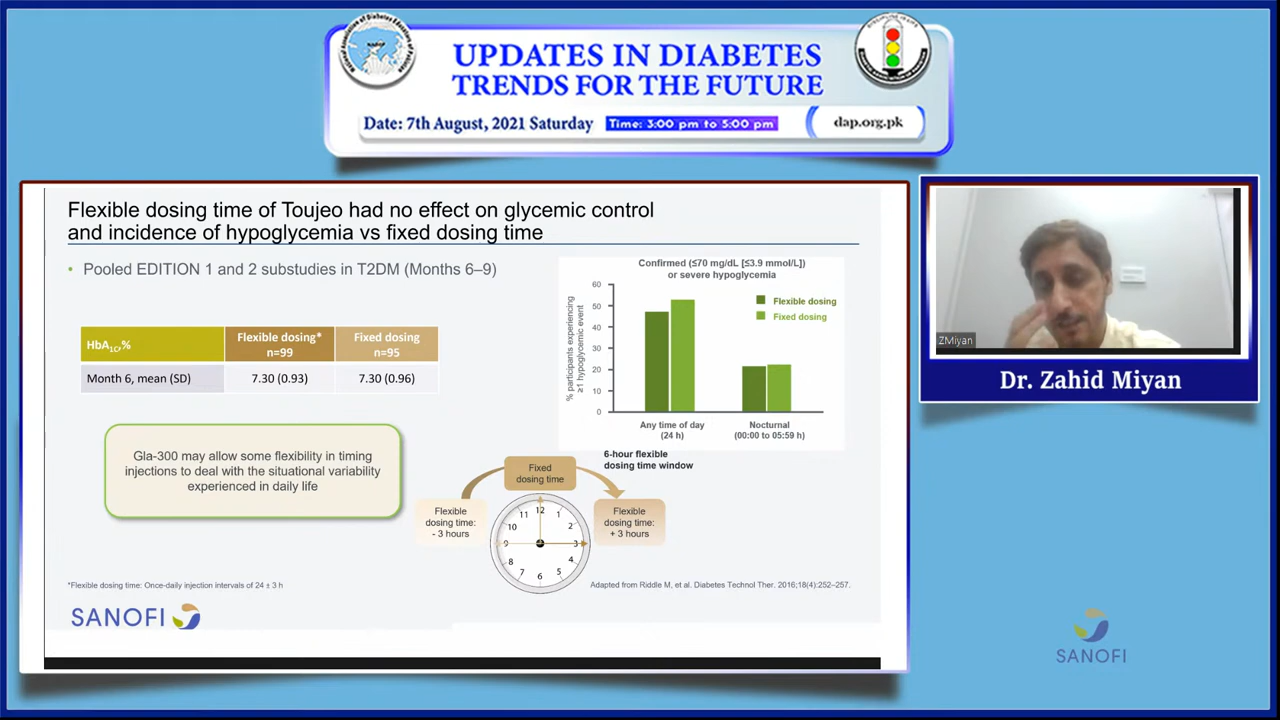 UPDATES IN DIABETES
TRENDS FOR THE FUTURE
Date: 7th August, 2021 Saturday
Time: 3:00 pm to 5:00 pm
dap.org.pk
Flexible dosing time of Toujeo had no effect on glycemic control
and incidence of hypoglycemia vs fixed dosing time
• Pooled EDITION 1 and 2 substudies in T2DM (Months 6–9)
HbA1C,%
Flexible dosing*
n=99
Fixed dosing
n=95
Month 6, mean (SD)
7.30 (0.93)
7.30 (0.96)
Gla-300 may allow some flexibility in timing
injections to deal with the situational variability
experienced in daily life
Confirmed (≤70 mg/dL [≤3.9 mmol/L])
or severe hypoglycemia
% participants experiencing
≥1 hypoglycemic event
60
50
40
30
20
10
0
Flexible dosing
Fixed dosing
Any time of day
(24 h)
Nocturnal
(00:00 to 05:59 h)
6-hour flexible
dosing time window
Fixed
dosing time
Flexible
dosing time:
- 3 hours
Flexible
dosing time:
+ 3 hours
12
1
2
3
4
5
6
7
8
9
10
11
*Flexible dosing time: Once-daily injection intervals of 24 ± 3 h
Adapted from Riddle M, et al. Diabetes Technol Ther. 2016;18(4):252–257.
SANOFI
ZMiyan
Dr. Zahid Miyan
SANOFI